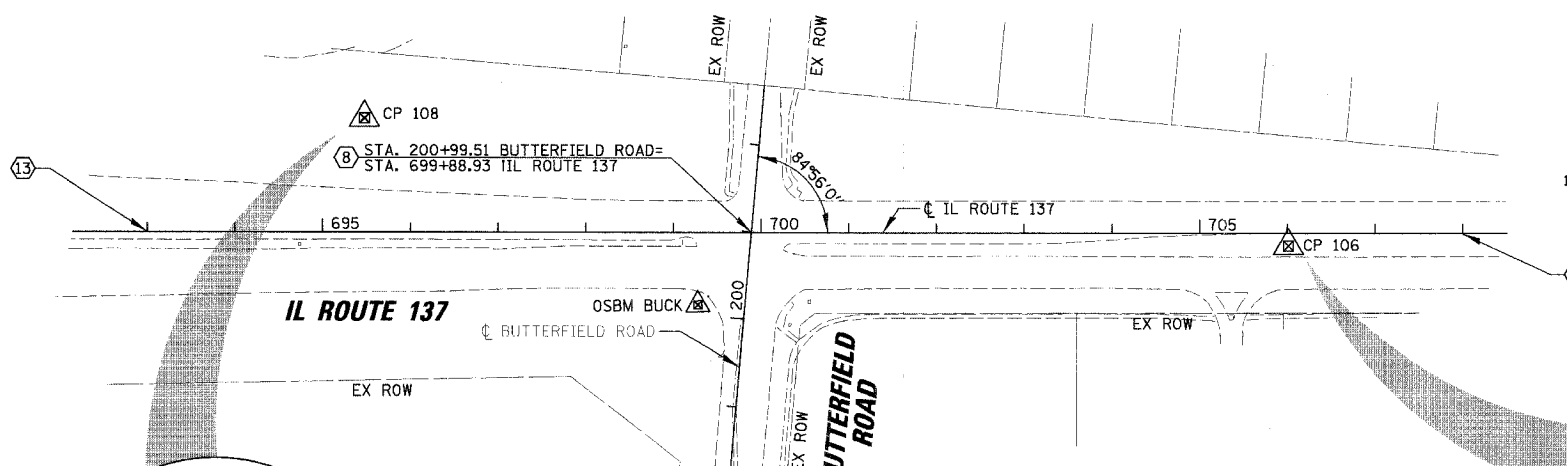 EX ROW
EX ROW
CP 108
13
8
STA. 200+99.51 BUTTERFIELD ROAD=
STA. 699+88.93 IIL ROUTE 137
84°56'0"
695
700
℄ IL ROUTE 137
705
CP 106
IL ROUTE 137
OSBM BUCK
200
℄ BUTTERFIELD ROAD
EX ROW
EX ROW
EX ROW
BUTTERFIELD
ROAD